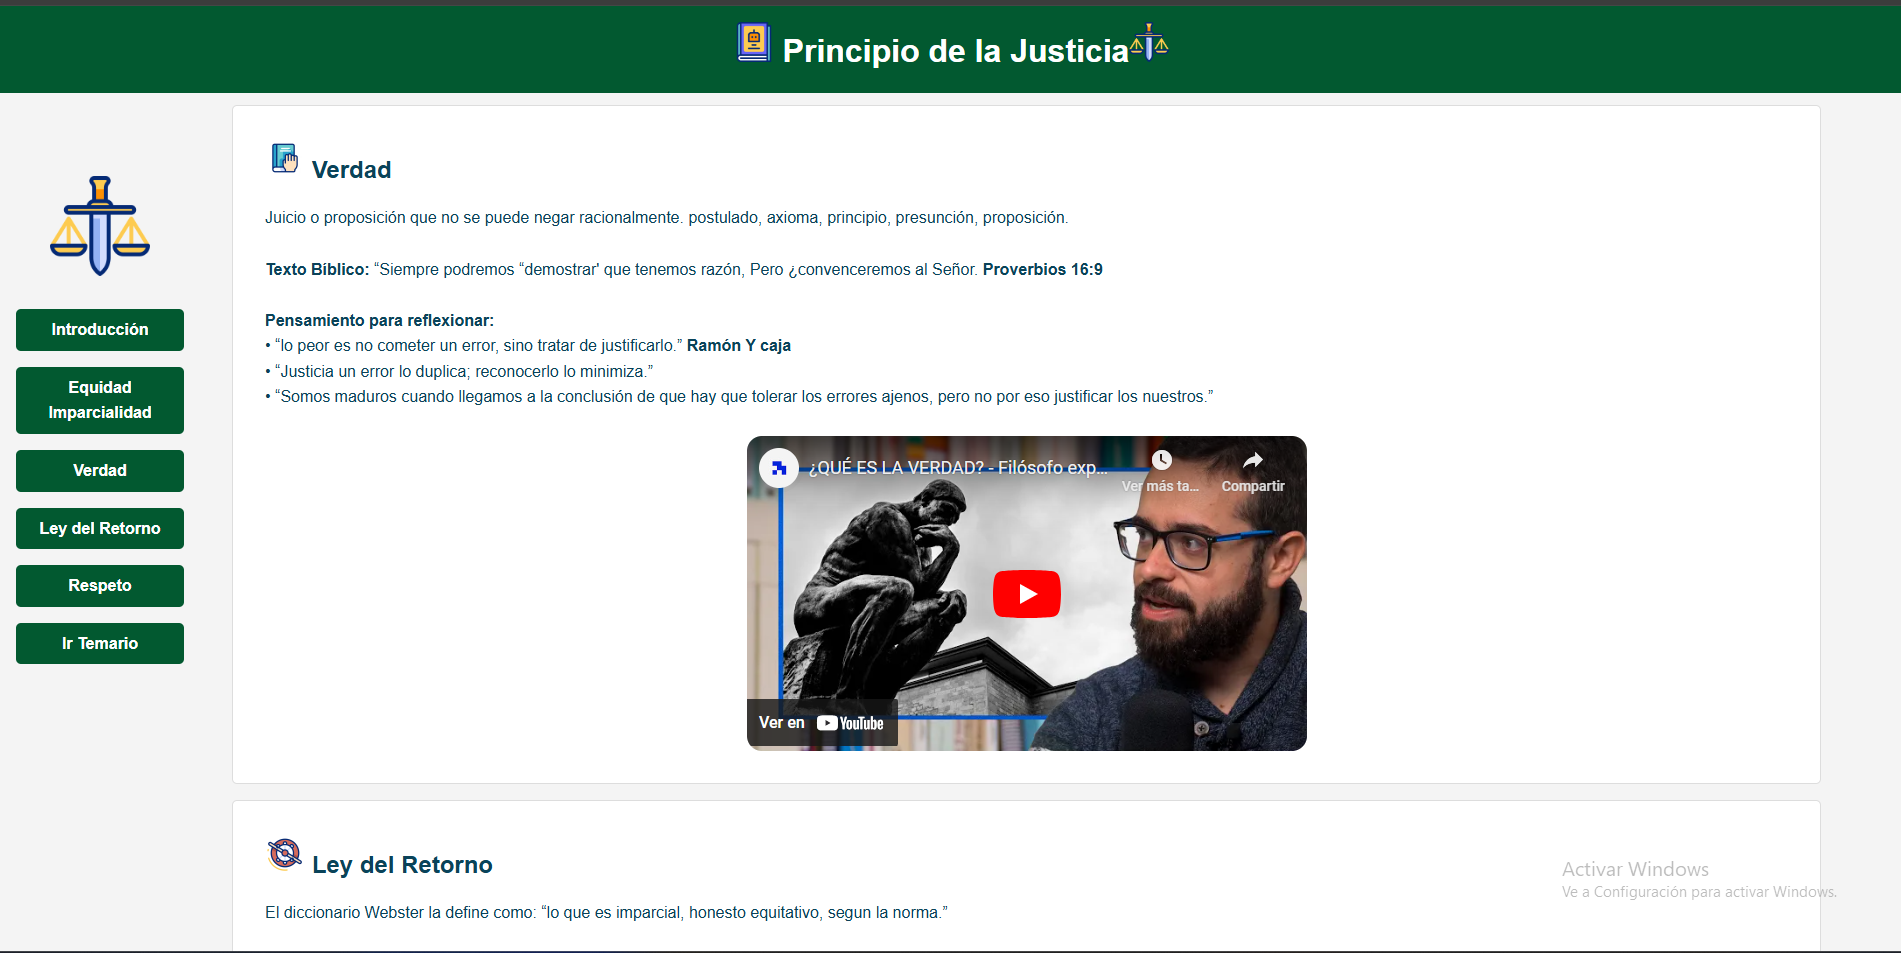 Principio de la Justicia
Verdad
Juicio o proposición que no se puede negar racionalmente. postulado, axioma, principio, presunción, proposición.
Texto Bíblico: “Siempre podremos “demostrar' que tenemos razón, Pero ¿convenceremos al Señor. Proverbios 16:9
Pensamiento para reflexionar:
• “lo peor es no cometer un error, sino tratar de justificarlo.” Ramón Y caja
• “Justicia un error lo duplica; reconocerlo lo minimiza.”
• “Somos maduros cuando llegamos a la conclusión de que hay que tolerar los errores ajenos, pero no por eso justificar los nuestros.”
Introducción
Equidad
Imparcialidad
Verdad
Ley del Retorno
Respeto
Ir Temario
¿QUÉ ES LA VERDAD? - Filósofo exp...
Ver más ta...
Compartir
Ver en YouTube
Ley del Retorno
El diccionario Webster la define como: “lo que es imparcial, honesto equitativo, segun la norma.”
Activar Windows
Ve a Configuración para activar Windows.